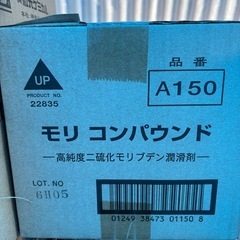 UP
PRODUCT NO.
22835
品番
A150
モリ コンパウンド
―高純度二硫化モリブデン潤滑剤―
LOT. NO
6H05
01249 38473 01150 8